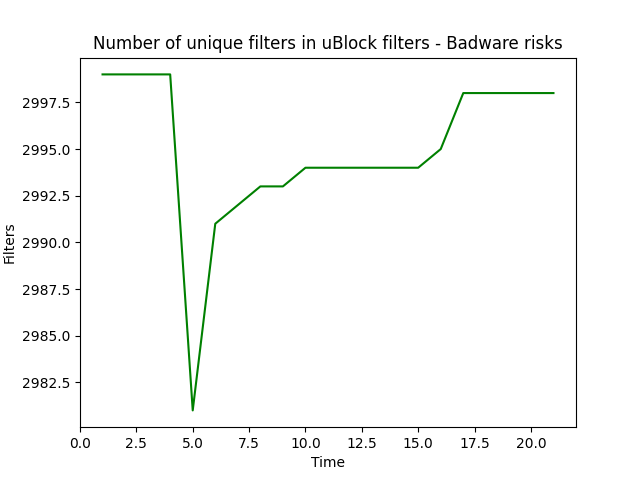 Number of unique filters in uBlock filters - Badware risks
2997.5
2995.0
2992.5
2990.0
2987.5
2985.0
2982.5
Filters
0.0 2.5 5.0 7.5 10.0 12.5 15.0 17.5 20.0
Time